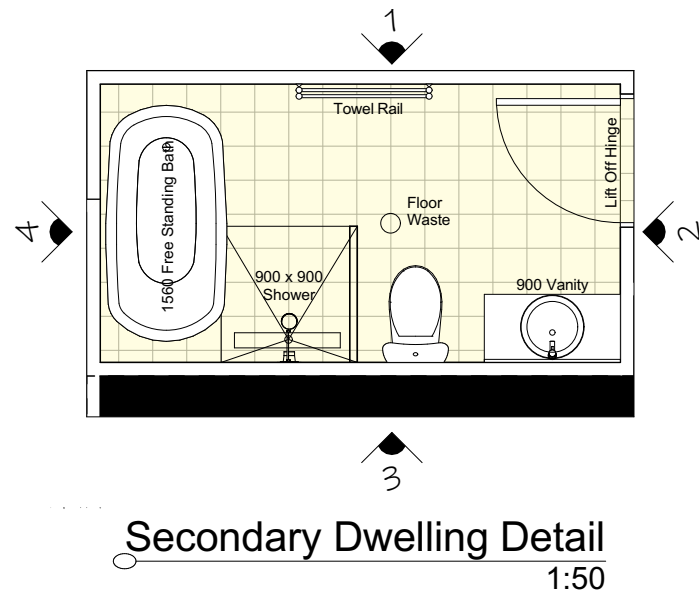 1
Towel Rail
Lift Off Hinge
1560 Free Standing Bath
Floor
Waste
4
2
900 x 900
Shower
900 Vanity
3
Secondary Dwelling Detail
1:50